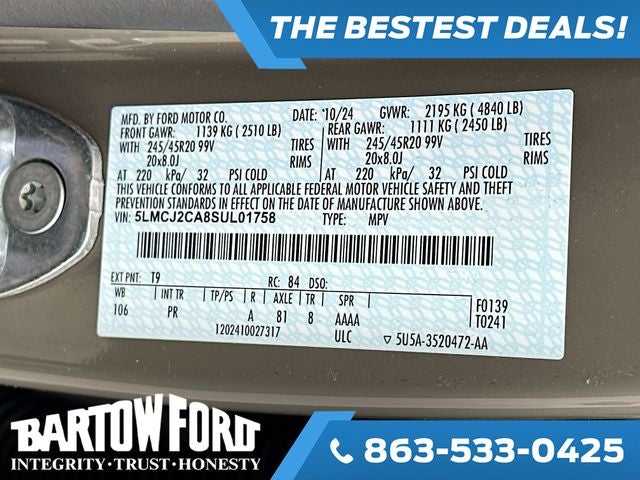 THE BESTEST DEALS!
MFD. BY FORD MOTOR CO. DATE: *10/24 GVWR: 2195 KG ( 4840 LB)
FRONT GAWR: 1139 KG ( 2510 LB) REAR GAWR: 1111 KG ( 2450 LB)
WITH 245/45R20 99V TIRES WITH 245/45R20 99V TIRES
20x8.0J RIMS 20x8.0J RIMS
AT 220 kPa/ 32 PSI COLD AT 220 kPa/ 32 PSI COLD
THIS VEHICLE CONFORMS TO ALL APPLICABLE FEDERAL MOTOR VEHICLE SAFETY AND THEFT
PREVENTION STANDARDS IN EFFECT ON THE DATE OF MANUFACTURE SHOWN ABOVE.
VIN: 5LMCJ2CA8SUL01758 TYPE: MPV
EXT PNT: T9 RC: 84 DSO:
WB INT TR TP/PS R AXLE TR SPR F0139
106 PR A 81 8 AAAA T0241
1202410027317 ULC ▽ 5U5A-3520472-AA
BARTOW FORD
INTEGRITY·TRUST·HONESTY
863-533-0425